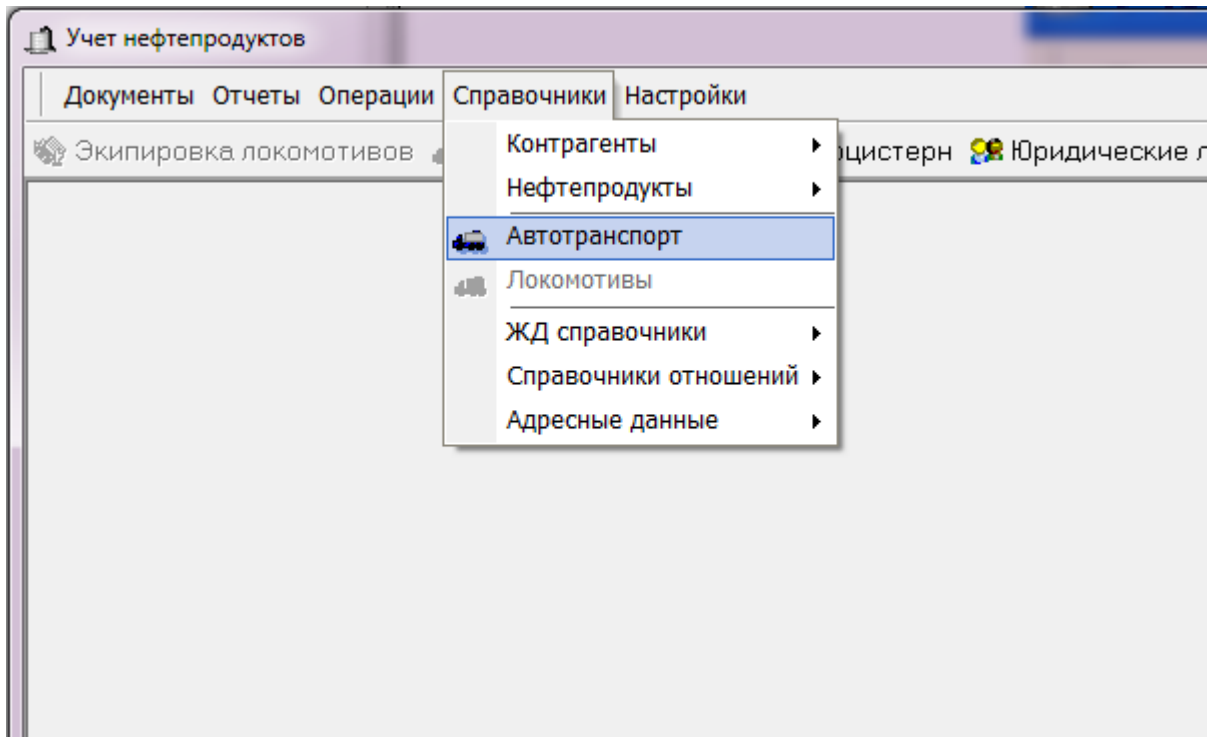 Учет нефтепродуктов
Документы Отчеты Операции Справочники Настройки
Экипировка локомотивов Юридические
Контрагенты
Нефтепродукты
Автотранспорт
Локомотивы
ЖД справочники
Справочники отношений
Адресные данные